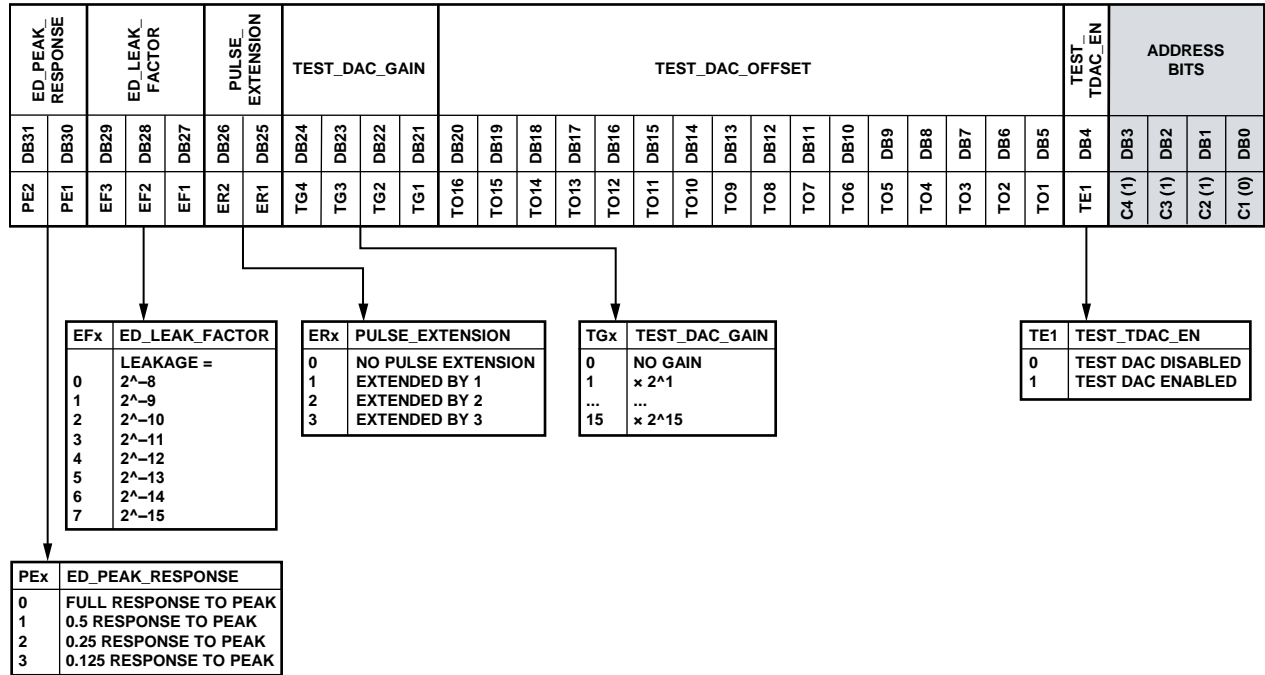 ED_PEAK_
RESPONSE
ED_LEAK_
FACTOR
PULSE_
EXTENSION
TEST_DAC_GAIN
TEST_DAC_OFFSET
TEST_
TDAC_EN
ADDRESS
BITS
DB31 DB30 DB29 DB28 DB27 DB26 DB25 DB24 DB23 DB22 DB21 DB20 DB19 DB18 DB17 DB16 DB15 DB14 DB13 DB12 DB11 DB10 DB9 DB8 DB7 DB6 DB5 DB4 DB3 DB2 DB1 DB0
PE2 PE1 EF3 EF2 EF1 ER2 ER1 TG4 TG3 TG2 TG1 TO16 TO15 TO14 TO13 TO12 TO11 TO10 TO9 TO8 TO7 TO6 TO5 TO4 TO3 TO2 TO1 TE1 C4 (1) C3 (1) C2 (1) C1 (0)
EFx ED_LEAK_FACTOR
LEAKAGE =
0 2^–8
1 2^–9
2 2^–10
3 2^–11
4 2^–12
5 2^–13
6 2^–14
7 2^–15
ERx PULSE_EXTENSION
0 NO PULSE EXTENSION
1 EXTENDED BY 1
2 EXTENDED BY 2
3 EXTENDED BY 3
TGx TEST_DAC_GAIN
0 NO GAIN
1 × 2^1
... ...
15 × 2^15
TE1 TEST_TDAC_EN
0 TEST DAC DISABLED
1 TEST DAC ENABLED
PEx ED_PEAK_RESPONSE
0 FULL RESPONSE TO PEAK
1 0.5 RESPONSE TO PEAK
2 0.25 RESPONSE TO PEAK
3 0.125 RESPONSE TO PEAK